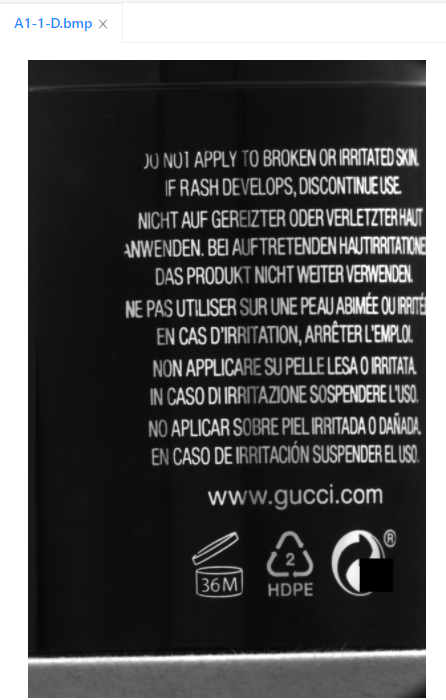 A1-1-D.bmp
NOT APPLY TO BROKEN OR IRRITATED SKIN.
IF RASH DEVELOPS, DISCONTINUE USE.
NICHT AUF GEREIZTER ODER VERLETZTER HAUT
ANWENDEN. BEI AUFTRETENDEN HAUTIRRITATIONE
DAS PRODUKT NICHT WEITER VERWENDEN.
NE PAS UTILISER SUR UNE PEAU ABIMÉE OU IRRITÉ
EN CAS D'IRRITATION, ARRÊTER L'EMPLOI.
NON APPLICARE SU PELLE LESA O IRRITATA.
IN CASO DI IRRITAZIONE SOSPENDERE L'USO.
NO APLICAR SOBRE PIEL IRRITADA O DAÑADA.
EN CASO DE IRRITACIÓN SUSPENDER EL USO.
www.gucci.com
36M
2
HDPE
®